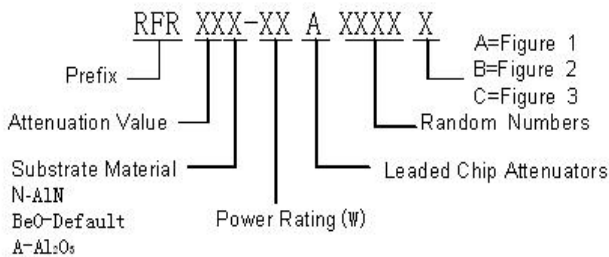 RFR XXX-XX A XXXX X
A=Figure 1
Prefix
B=Figure 2
C=Figure 3
Attenuation Value
Random Numbers
Substrate Material
Leaded Chip Attenuators
N-AlN
BeO-Default
Power Rating(W)
A-Al₂O₃